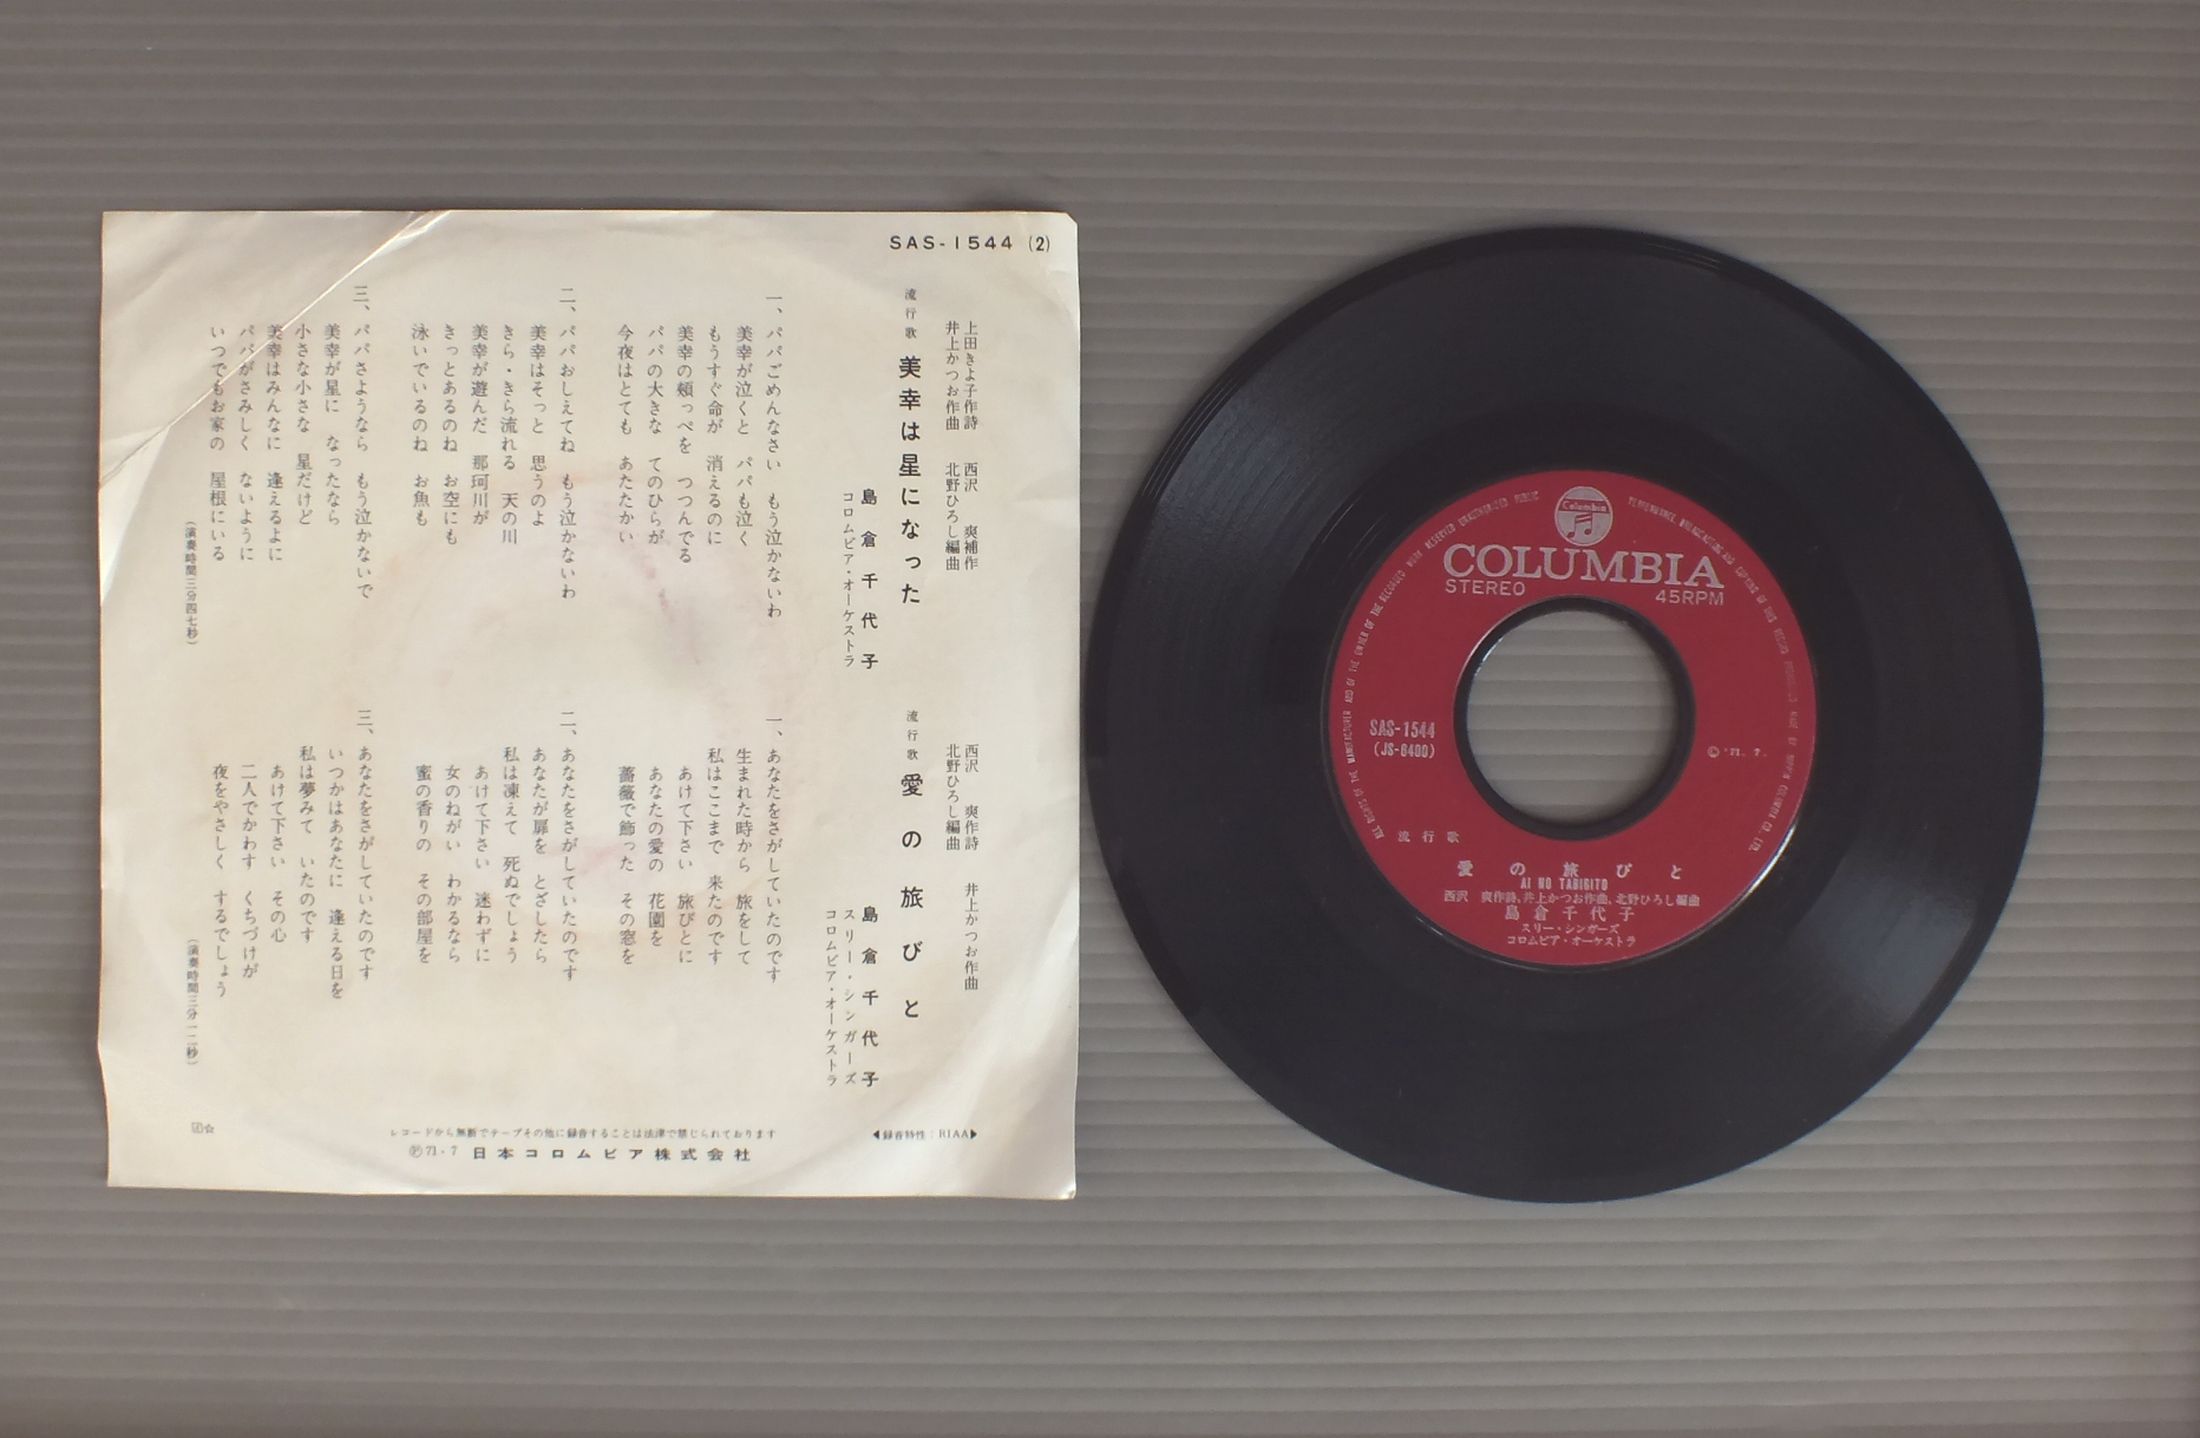 SAS-1544 (2)
上田きよ子作詩 西沢 爽補作
井上かつお作曲 北野ひろし編曲
流行歌 美幸は星になった
島倉千代子
コロムビア・オーケストラ
一、パパごめんなさい もう泣かないわ
美幸が泣くと パパも泣く
もうすぐ命が 消えるのに
美幸の頬っぺを つつんでる
パパの大きな てのひらが
今夜はとても あたたかい
二、パパおしえてね もう泣かないわ
美幸はそっと 思うのよ
きら・きら流れる 天の川
美幸が遊んだ 那珂川が
きっとあるのね お空にも
泳いでいるのね お魚も
三、パパさようなら もう泣かないで
美幸が星に なったなら
小さな小さな 星だけど
美幸はみんなに 逢えるよに
パパがさみしく ないように
いつでもお家の 屋根にいる
(演奏時間三分四七秒)
西沢 爽作詩 井上かつお作曲
北野ひろし編曲
流行歌 愛の旅びと
島倉千代子
スリー・シンガーズ
コロムビア・オーケストラ
一、あなたをさがしていたのです
生まれた時から 旅をして
私はここまで 来たのです
あけて下さい 旅びとに
あなたの愛の 花園を
薔薇で飾った その窓を
二、あなたをさがしていたのです
あなたが扉を とざしたら
私は凍えて 死ぬでしょう
あけて下さい 迷わずに
女のねがい わかるなら
蜜の香りの その部屋を
三、あなたをさがしていたのです
いつかはあなたに 逢える日を
私は夢みて いたのです
あけて下さい その心
二人でかわす くちづけが
夜をやさしく するでしょう
(演奏時間三分一二秒)
レコードから無断でテープその他に録音することは法律で禁じられております
◀録音特性:RIAA▶
Ⓟ71・7 日本コロムビア株式会社
Columbia
COLUMBIA
STEREO 45RPM
SAS-1544
(JS-6400)
© '71. 7.
流行歌
愛の旅びと
AI NO TABIBITO
西沢 爽作詩、井上かつお作曲、北野ひろし編曲
島倉千代子
スリー・シンガーズ
コロムビア・オーケストラ